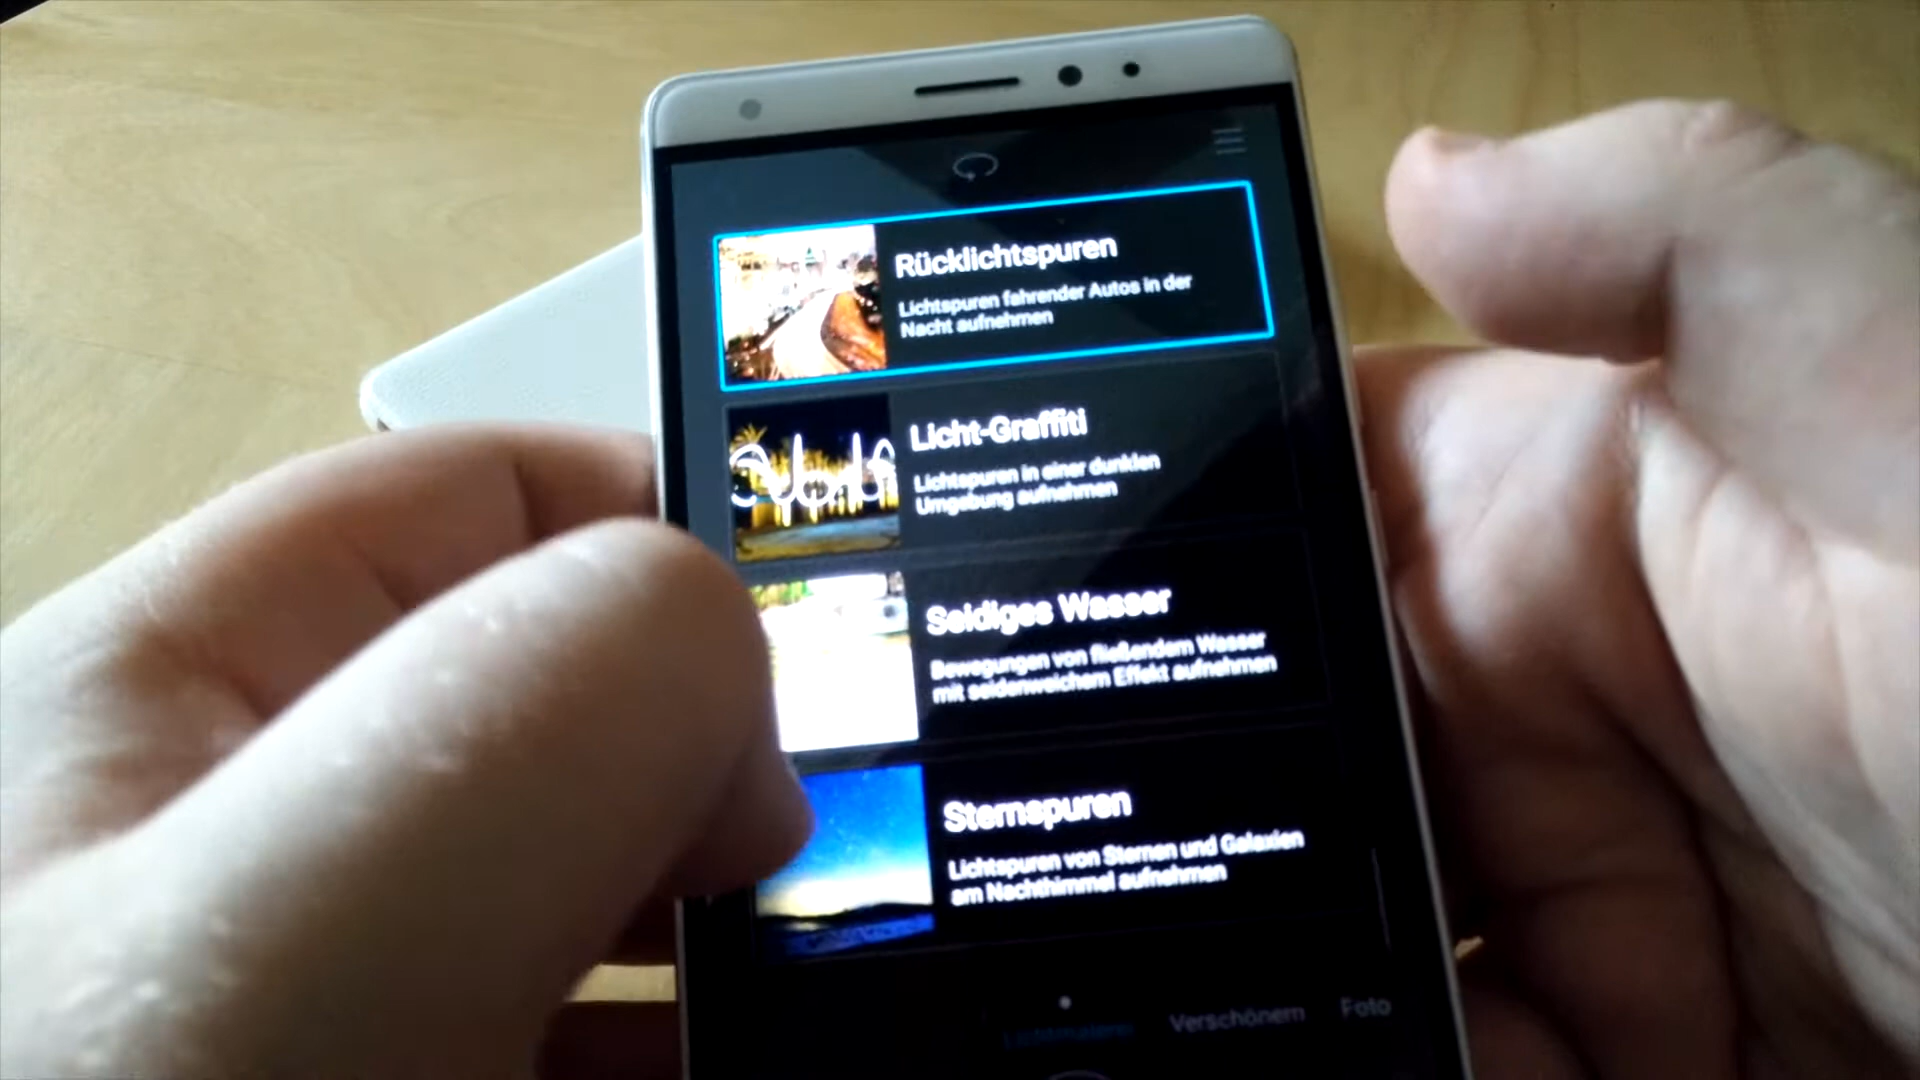 Rücklichtspuren
Lichtspuren fahrender Autos in der
Nacht aufnehmen
Licht-Graffiti
Lichtspuren in einer dunklen
Umgebung aufnehmen
Seidiges Wasser
Bewegungen von fließendem Wasser
mit seidenweichem Effekt aufnehmen
Sternspuren
Lichtspuren von Sternen und Galaxien
am Nachthimmel aufnehmen
Lichtmalerei Verschönern Foto